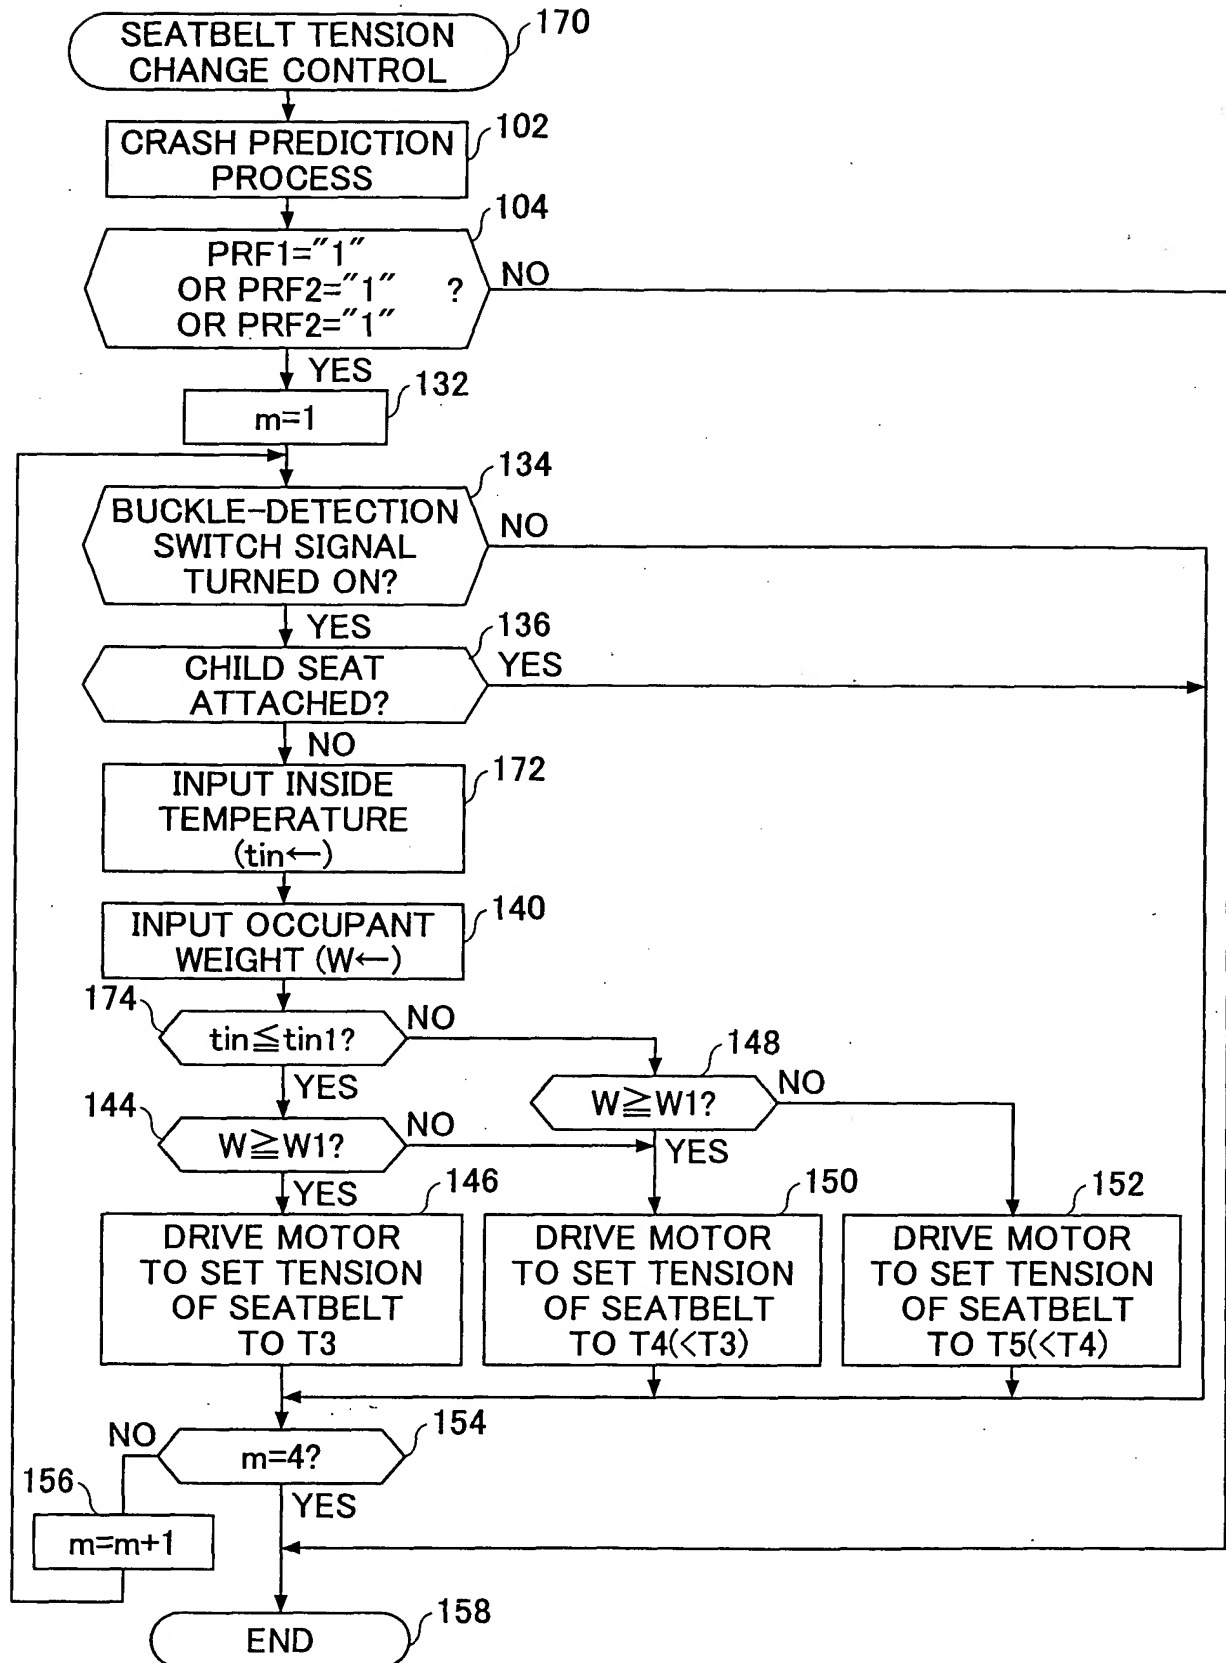 SEATBELT TENSION
CHANGE CONTROL
170
CRASH PREDICTION
PROCESS
102
104
PRF1="1"
OR PRF2="1" ?
OR PRF2="1"
NO
YES
132
m=1
134
BUCKLE-DETECTION
SWITCH SIGNAL
TURNED ON?
NO
YES
136
CHILD SEAT
ATTACHED?
YES
NO
172
INPUT INSIDE
TEMPERATURE
(tin←)
140
INPUT OCCUPANT
WEIGHT (W←)
174
tin≦tin1?
NO
YES
148
W≧W1?
NO
YES
144
W≧W1?
NO
YES
146
DRIVE MOTOR
TO SET TENSION
OF SEATBELT
TO T3
150
DRIVE MOTOR
TO SET TENSION
OF SEATBELT
TO T4(<T3)
152
DRIVE MOTOR
TO SET TENSION
OF SEATBELT
TO T5(<T4)
154
m=4?
NO
YES
156
m=m+1
158
END